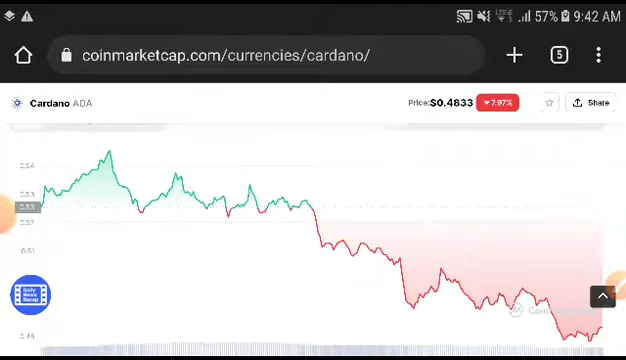 57% 9:42 AM
coinmarketcap.com/currencies/cardano/
5
Cardano ADA
Price:$0.4833 ▼7.97%
Share
0.54
0.53
0.53
0.52
0.51
Daily
News
Recap